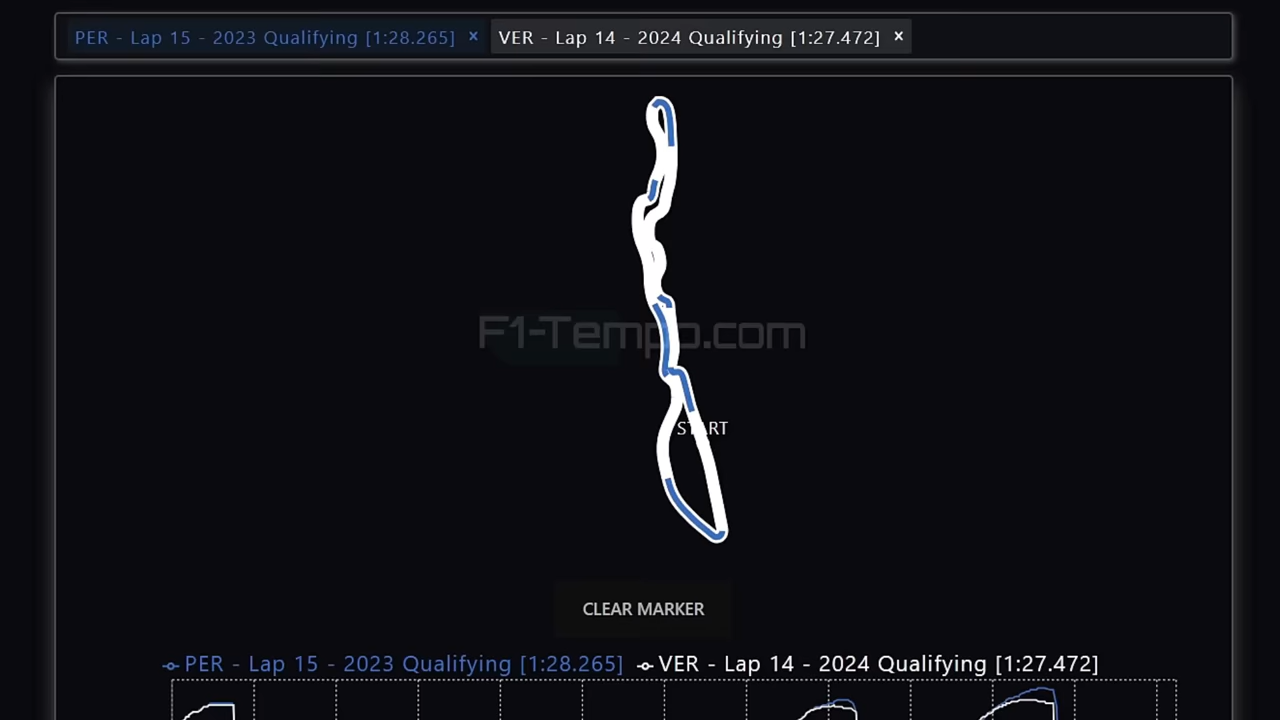 PER - Lap 15 - 2023 Qualifying [1:28.265] × VER - Lap 14 - 2024 Qualifying [1:27.472] ×
F1-Tempo.com
START
CLEAR MARKER
PER - Lap 15 - 2023 Qualifying [1:28.265] VER - Lap 14 - 2024 Qualifying [1:27.472]